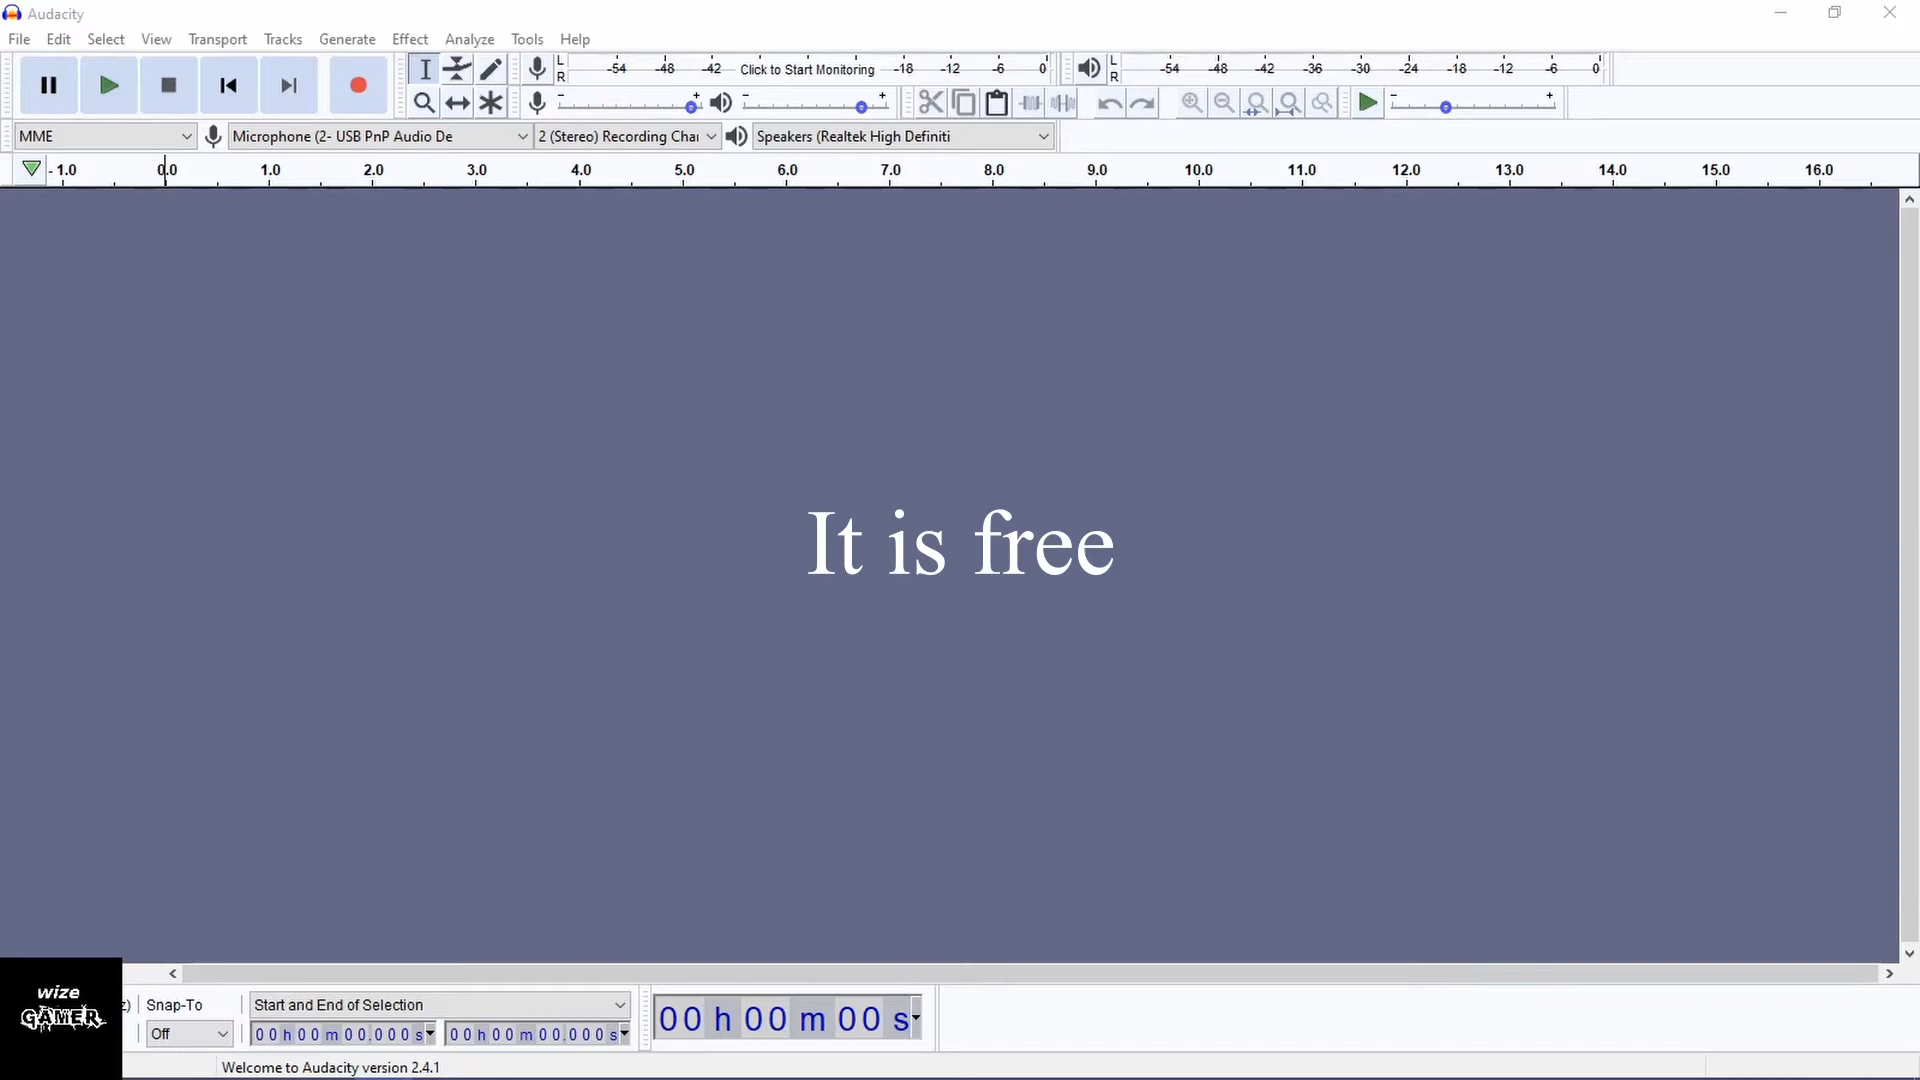 Audacity
File Edit Select View Transport Tracks Generate Effect Analyze Tools Help
L -54 -48 -42 Click to Start Monitoring -18 -12 -6 0 L -54 -48 -42 -36 -30 -24 -18 -12 -6 0
R R
- + - + - +
MME Microphone (2- USB PnP Audio De 2 (Stereo) Recording Chai Speakers (Realtek High Definiti
-1.0 0.0 1.0 2.0 3.0 4.0 5.0 6.0 7.0 8.0 9.0 10.0 11.0 12.0 13.0 14.0 15.0 16.0
It is free
wize
GAMER
z) Snap-To Start and End of Selection
Off 00 h 00 m 00.000 s 00 h 00 m 00.000 s 00 h 00 m 00 s
Welcome to Audacity version 2.4.1